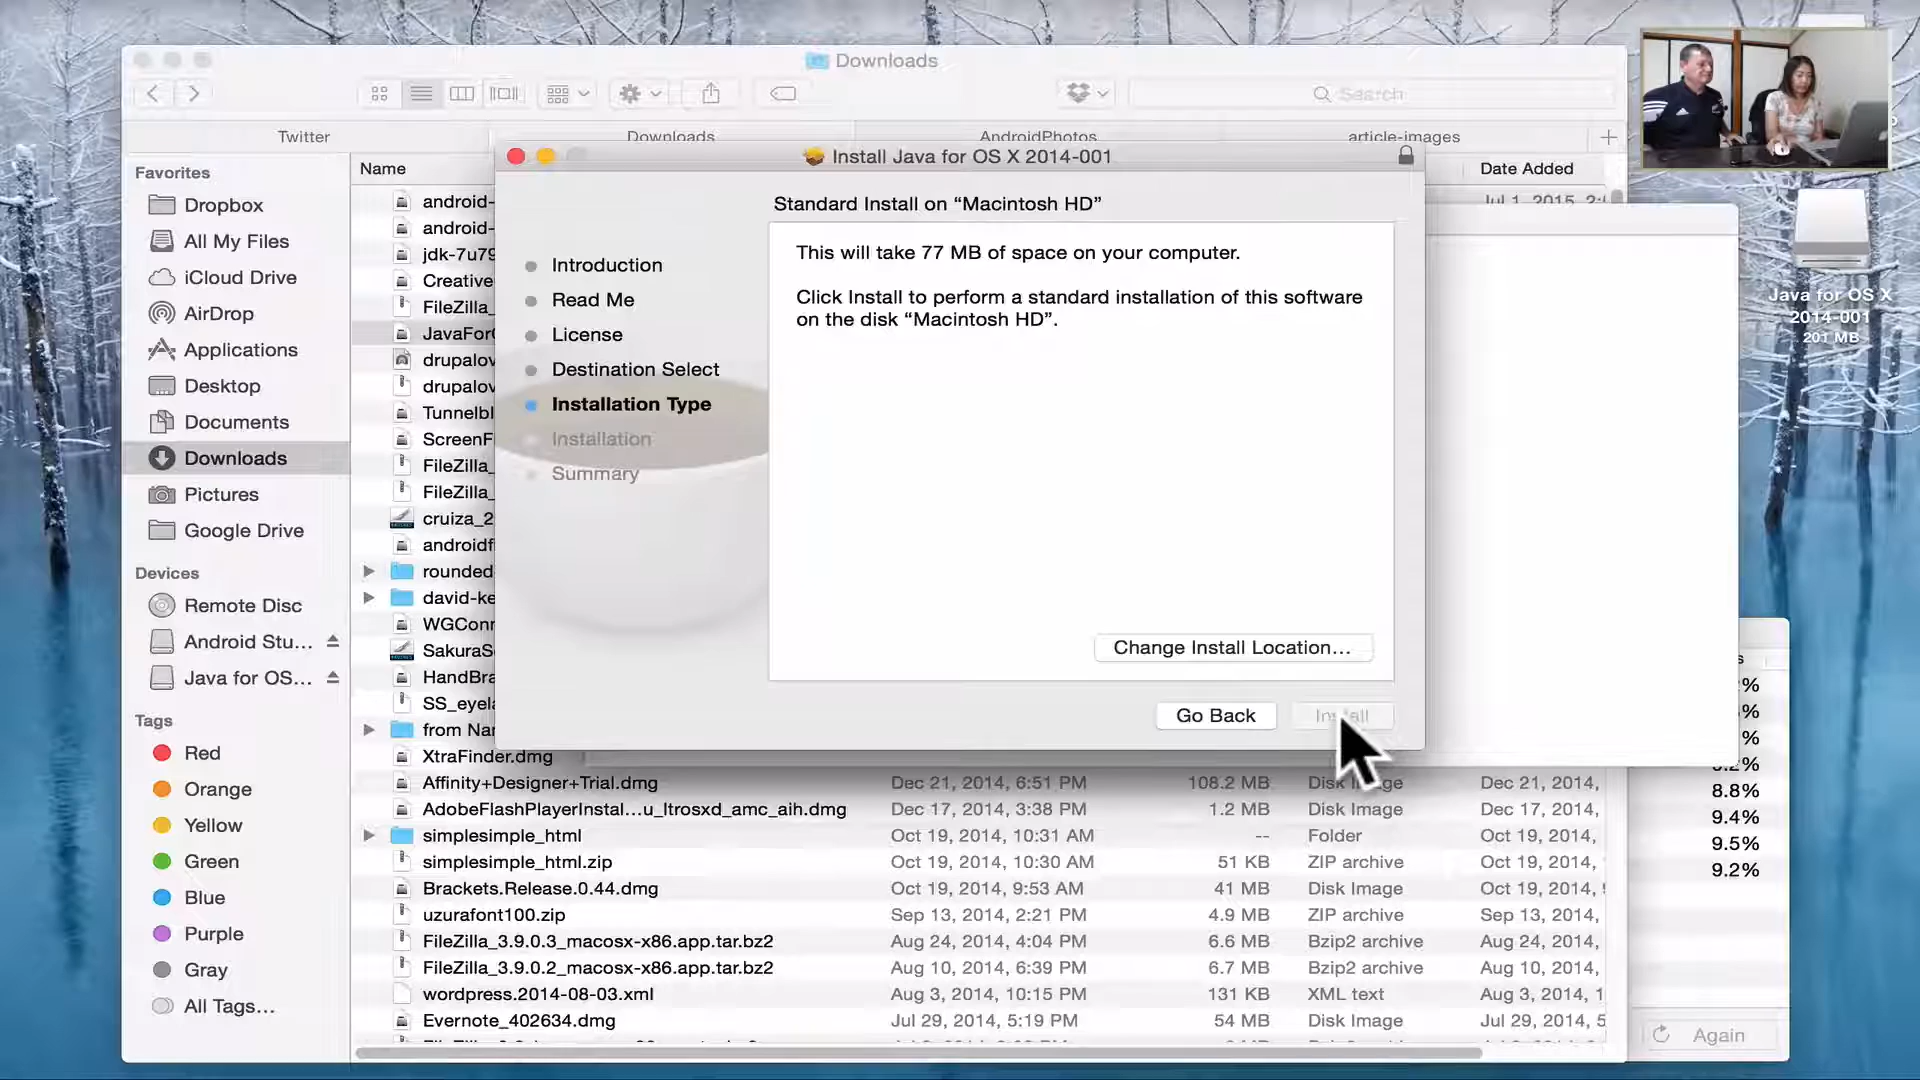 Downloads
Search
Twitter
Downloads
AndroidPhotos
article-images
Favorites
Dropbox
All My Files
iCloud Drive
AirDrop
Applications
Desktop
Documents
Downloads
Pictures
Google Drive
Devices
Remote Disc
Android Stu...
Java for OS...
Tags
Red
Orange
Yellow
Green
Blue
Purple
Gray
All Tags...
Name
Date Added
android-
android-
jdk-7u79
Creative
FileZilla_
drupalov
drupalov
Tunnelbl
FileZilla_
FileZilla_
cruiza_2
rounded
david-ke
HandBra
SS_eyela
XtraFinder.dmg
Affinity+Designer+Trial.dmg Dec 21, 2014, 6:51 PM 108.2 MB Disk Image Dec 21, 2014,
AdobeFlashPlayerInstal...u_ltrosxd_amc_aih.dmg Dec 17, 2014, 3:38 PM 1.2 MB Disk Image Dec 17, 2014,
simplesimple_html Oct 19, 2014, 10:31 AM -- Folder Oct 19, 2014,
simplesimple_html.zip Oct 19, 2014, 10:30 AM 51 KB ZIP archive Oct 19, 2014,
Brackets.Release.0.44.dmg Oct 19, 2014, 9:53 AM 41 MB Disk Image Oct 19, 2014,
uzurafont100.zip Sep 13, 2014, 2:21 PM 4.9 MB ZIP archive Sep 13, 2014,
FileZilla_3.9.0.3_macosx-x86.app.tar.bz2 Aug 24, 2014, 4:04 PM 6.6 MB Bzip2 archive Aug 24, 2014,
FileZilla_3.9.0.2_macosx-x86.app.tar.bz2 Aug 10, 2014, 6:39 PM 6.7 MB Bzip2 archive Aug 10, 2014,
wordpress.2014-08-03.xml Aug 3, 2014, 10:15 PM 131 KB XML text Aug 3, 2014, 1
Evernote_402634.dmg Jul 29, 2014, 5:19 PM 54 MB Disk Image Jul 29, 2014, 5
Install Java for OS X 2014-001
Introduction
Read Me
License
Destination Select
Installation Type
Installation
Summary
Standard Install on “Macintosh HD”
This will take 77 MB of space on your computer.
Click Install to perform a standard installation of this software
on the disk “Macintosh HD”.
Change Install Location...
Go Back
Install
Java for OS X
2014-001
201 MB
8.8%
9.4%
9.5%
9.2%
Again